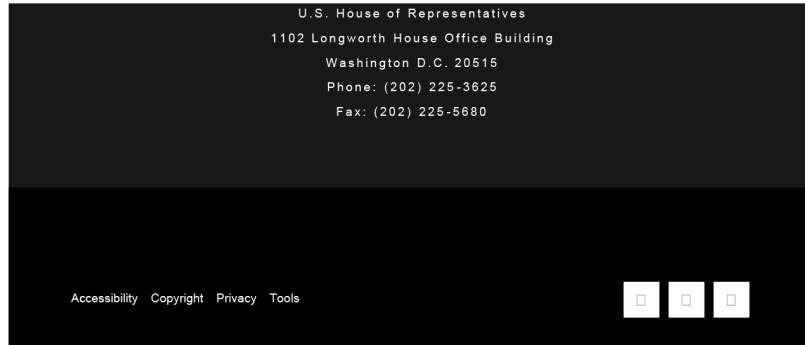 U.S. House of Representatives
1102 Longworth House Office Building
Washington D.C. 20515
Phone: (202) 225-3625
Fax: (202) 225-5680
Accessibility Copyright Privacy Tools